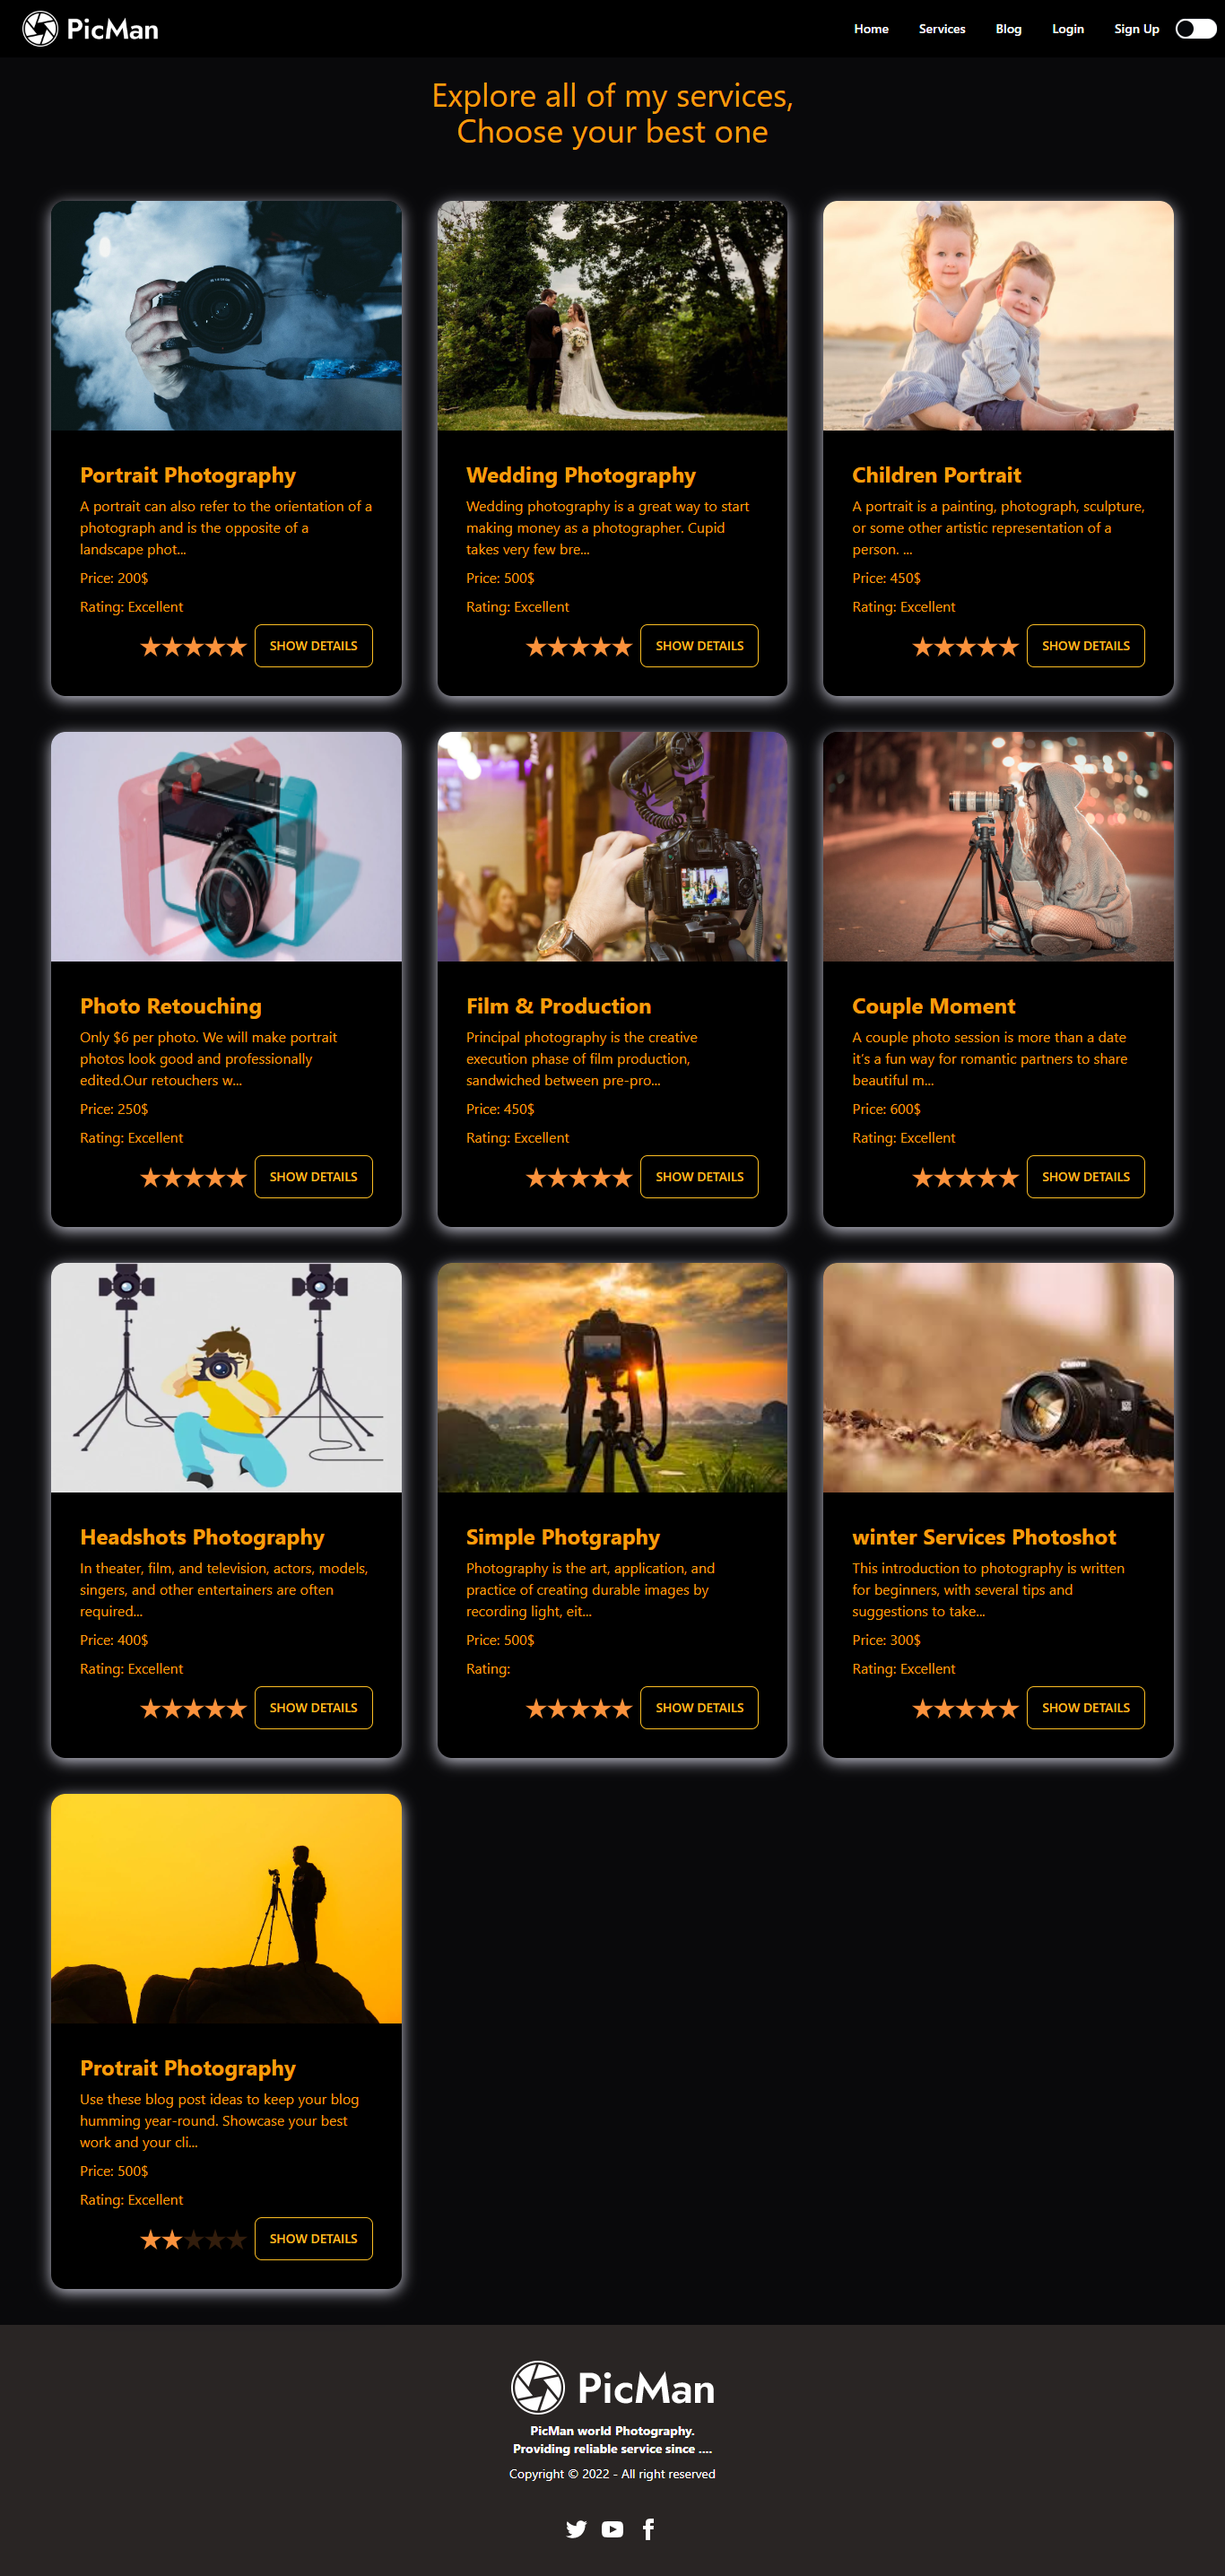 PicMan
Home Services Blog Login Sign Up
Explore all of my services,
Choose your best one
Portrait Photography
A portrait can also refer to the orientation of a
photograph and is the opposite of a
landscape phot...
Price: 200$
Rating: Excellent
SHOW DETAILS
Wedding Photography
Wedding photography is a great way to start
making money as a photographer. Cupid
takes very few bre...
Price: 500$
Rating: Excellent
SHOW DETAILS
Children Portrait
A portrait is a painting, photograph, sculpture,
or some other artistic representation of a
person. ...
Price: 450$
Rating: Excellent
SHOW DETAILS
Photo Retouching
Only $6 per photo. We will make portrait
photos look good and professionally
edited.Our retouchers w...
Price: 250$
Rating: Excellent
SHOW DETAILS
Film & Production
Principal photography is the creative
execution phase of film production,
sandwiched between pre-pro...
Price: 450$
Rating: Excellent
SHOW DETAILS
Couple Moment
A couple photo session is more than a date
it's a fun way for romantic partners to share
beautiful m...
Price: 600$
Rating: Excellent
SHOW DETAILS
Headshots Photography
In theater, film, and television, actors, models,
singers, and other entertainers are often
required...
Price: 400$
Rating: Excellent
SHOW DETAILS
Simple Photgraphy
Photography is the art, application, and
practice of creating durable images by
recording light, eit...
Price: 500$
Rating:
SHOW DETAILS
Canon
winter Services Photoshot
This introduction to photography is written
for beginners, with several tips and
suggestions to take...
Price: 300$
Rating: Excellent
SHOW DETAILS
Protrait Photography
Use these blog post ideas to keep your blog
humming year-round. Showcase your best
work and your cli...
Price: 500$
Rating: Excellent
SHOW DETAILS
PicMan
PicMan world Photography.
Providing reliable service since ....
Copyright © 2022 - All right reserved